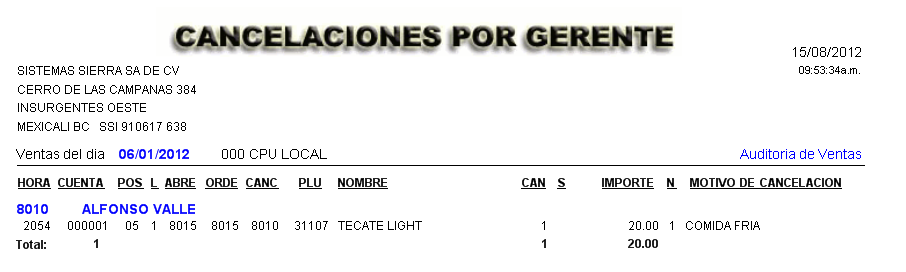 CANCELACIONES POR GERENTE
15/08/2012
SISTEMAS SIERRA SA DE CV 09:53:34a.m.
CERRO DE LAS CAMPANAS 384
INSURGENTES OESTE
MEXICALI BC SSI 910617 638
Ventas del dia 06/01/2012 000 CPU LOCAL Auditoria de Ventas
HORA CUENTA POS L ABRE ORDE CANC PLU NOMBRE CAN S IMPORTE N MOTIVO DE CANCELACION
8010 ALFONSO VALLE
2054 000001 05 1 8015 8015 8010 31107 TECATE LIGHT 1 20.00 1 COMIDA FRIA
Total: 1 1 20.00